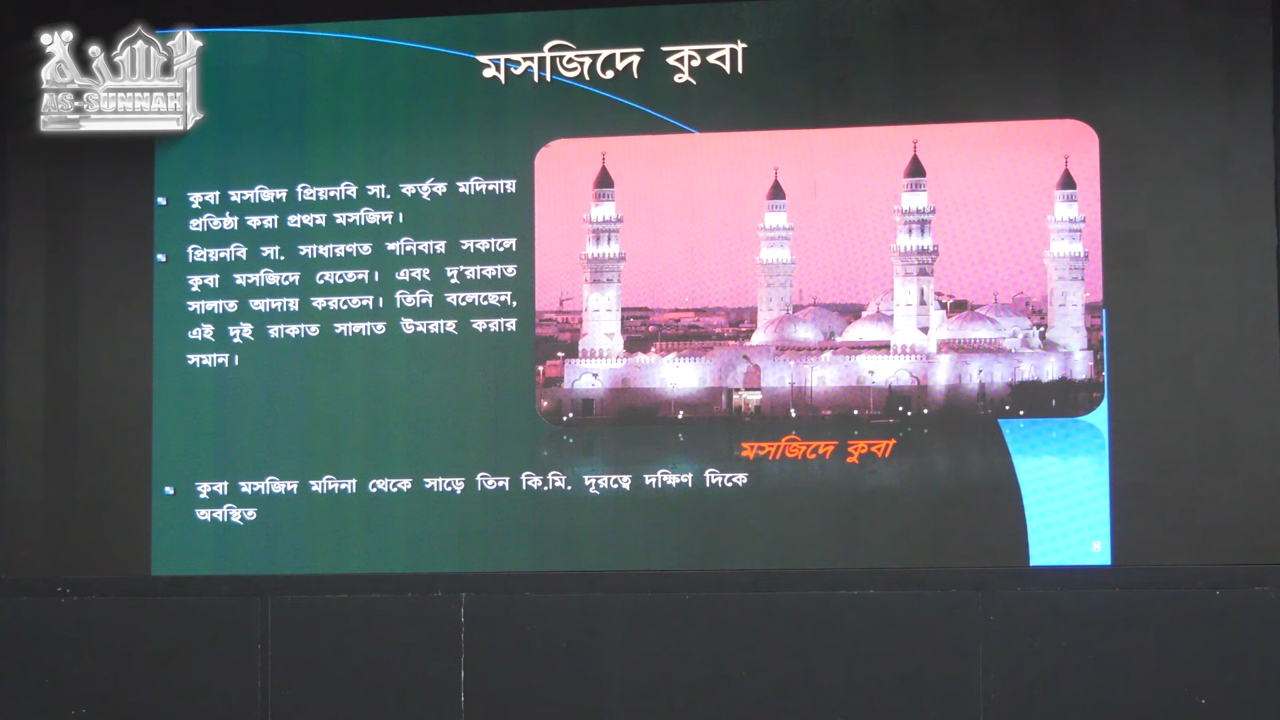 السنة
AS-SUNNAH
মসজিদে কুবা
কুবা মসজিদ প্রিয়নবি সা. কর্তৃক মদিনায়
প্রতিষ্ঠা করা প্রথম মসজিদ।
প্রিয়নবি সা. সাধারণত শনিবার সকালে
কুবা মসজিদে যেতেন। এবং দু'রাকাত
সালাত আদায় করতেন। তিনি বলেছেন,
এই দুই রাকাত সালাত উমরাহ করার
সমান।
মসজিদে কুবা
কুবা মসজিদ মদিনা থেকে সাড়ে তিন কি.মি. দূরত্বে দক্ষিণ দিকে
অবস্থিত